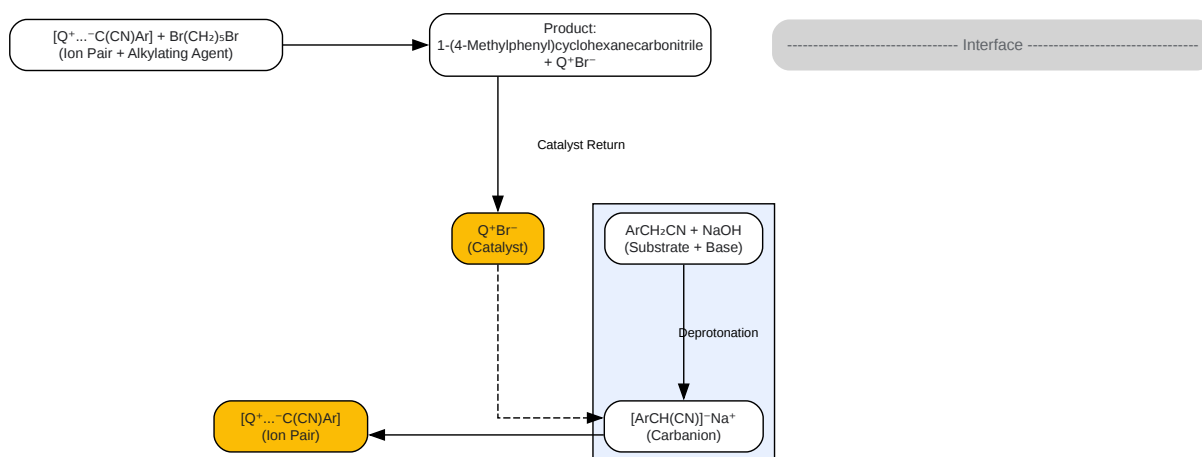 [Q⁺...⁻C(CN)Ar] + Br(CH₂)₅Br
(Ion Pair + Alkylating Agent)
Product:
1-(4-Methylphenyl)cyclohexanecarbonitrile
+ Q⁺Br⁻
---------------------------------- Interface ----------------------------------
Catalyst Return
Q⁺Br⁻
(Catalyst)
ArCH₂CN + NaOH
(Substrate + Base)
Deprotonation
[Q⁺...⁻C(CN)Ar]
(Ion Pair)
[ArCH(CN)]⁻Na⁺
(Carbanion)